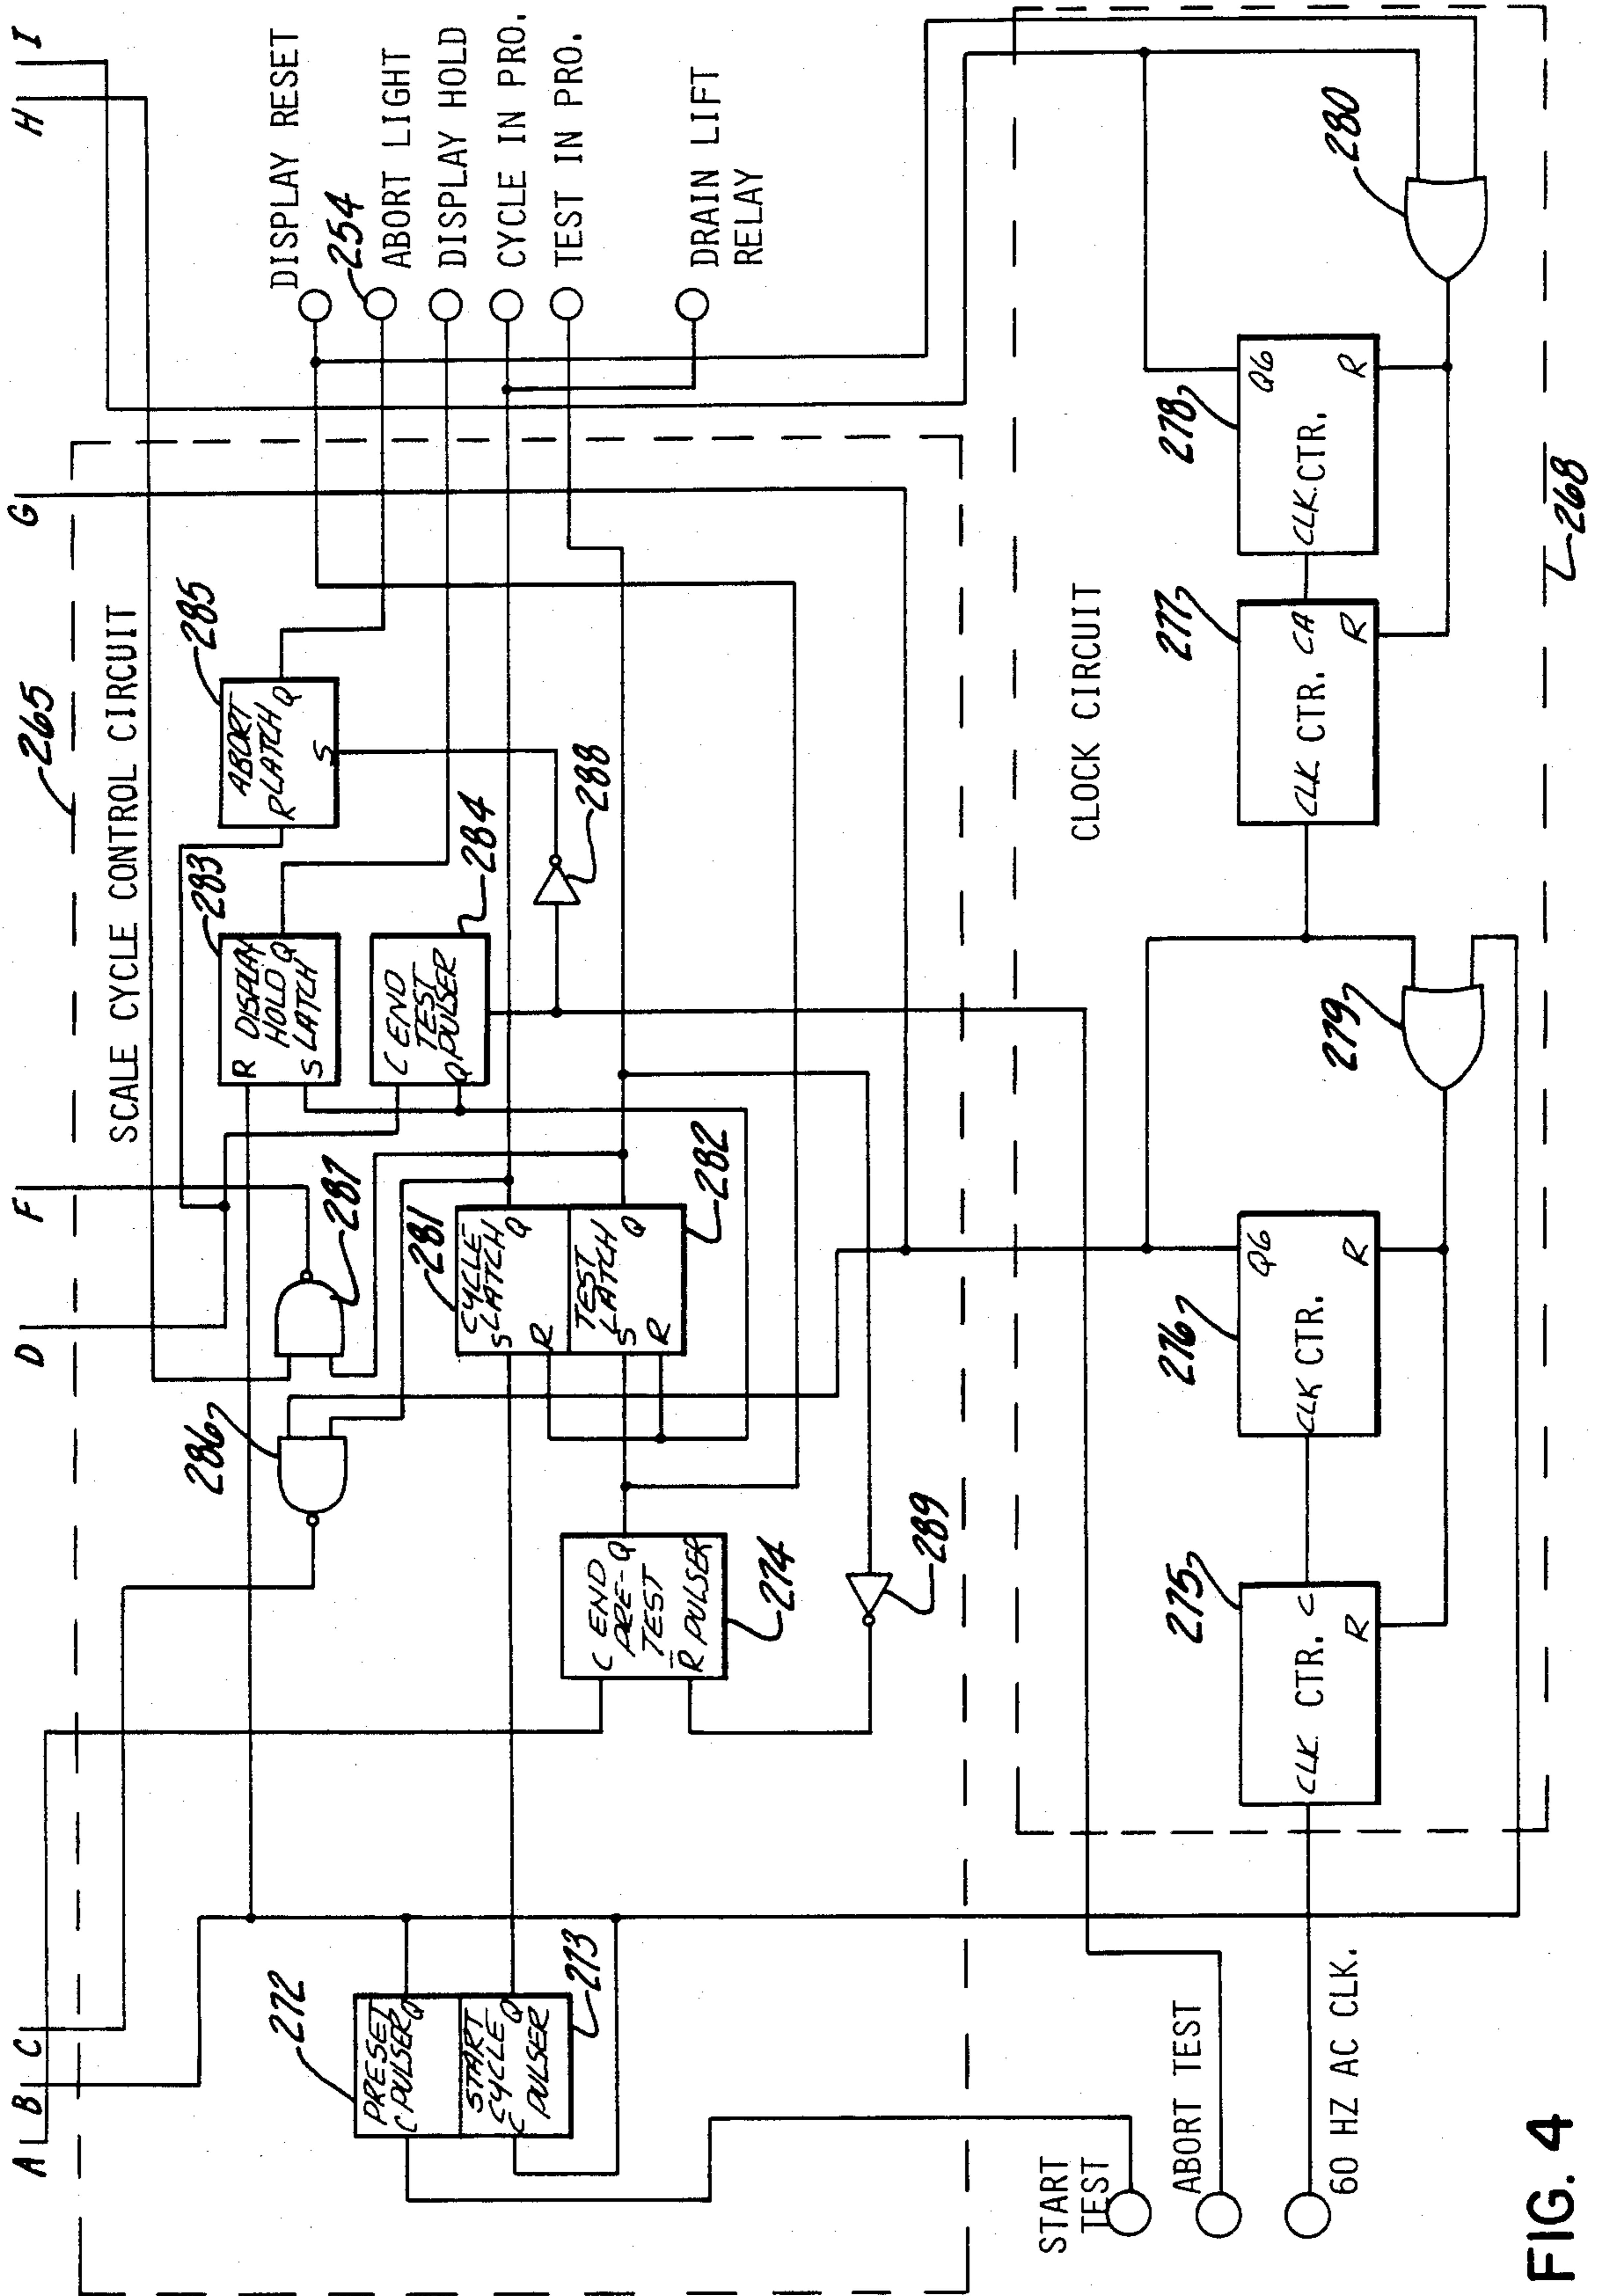 A B C D F G H I
265
SCALE CYCLE CONTROL CIRCUIT
272
PRESET
C PULSER Q
START
CYCLE Q
C PULSER
273
286
287
283
R DISPLAY
HOLD Q
S LATCH
285
ABORT
R LATCH Q
S
C END
TEST
Q PULSER
284
288
281
CYCLE
S LATCH Q
R
TEST
LATCH Q
S
R
282
C END
PRE- Q
TEST
R̅ PULSER
274
289
DISPLAY RESET
254
ABORT LIGHT
DISPLAY HOLD
CYCLE IN PRO.
TEST IN PRO.
DRAIN LIFT
RELAY
START
TEST
ABORT TEST
60 HZ AC CLK.
CLOCK CIRCUIT
275
CLK CTR. C
R
276
Q6
CLK CTR.
R
279
277
CLK CTR. CA
R
278
Q6
CLK CTR.
R
280
268
FIG. 4